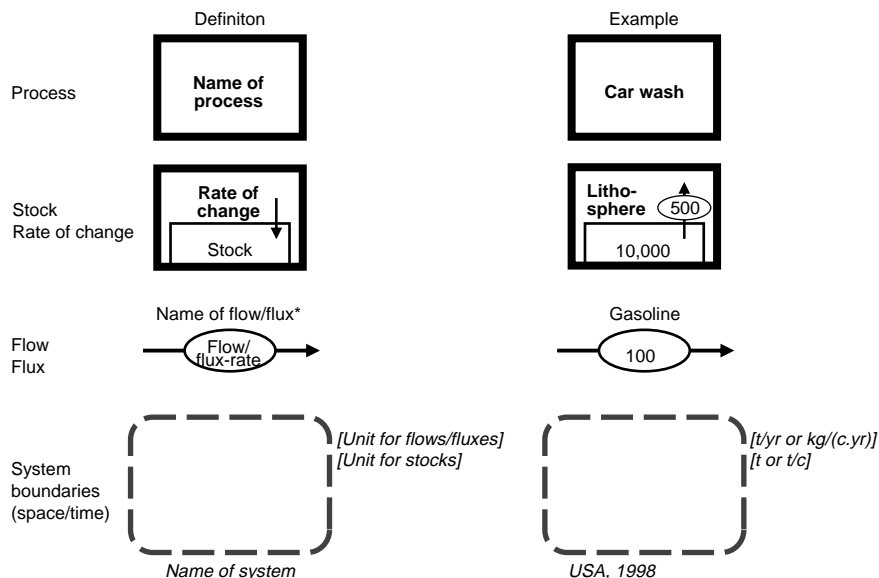 Definiton Example
Process
Name of
process
Car wash
Stock
Rate of change
Rate of
change
Stock
Litho-
sphere
500
10,000
Name of flow/flux* Gasoline
Flow
Flux
Flow/
flux-rate
100
System
boundaries
(space/time)
[Unit for flows/fluxes]
[Unit for stocks]
[t/yr or kg/(c.yr)]
[t or t/c]
Name of system USA, 1998